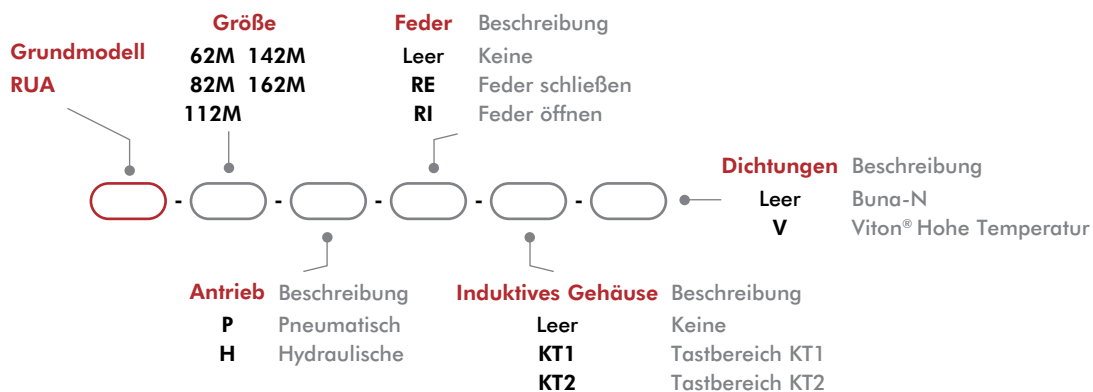 Größe
Grundmodell
RUA
62M 142M
82M 162M
112M
Feder Beschreibung
Leer Keine
RE Feder schließen
RI Feder öffnen
- - - - -
Dichtungen Beschreibung
Leer Buna-N
V Viton® Hohe Temperatur
Antrieb Beschreibung
P Pneumatisch
H Hydraulische
Induktives Gehäuse Beschreibung
Leer Keine
KT1 Tastbereich KT1
KT2 Tastbereich KT2